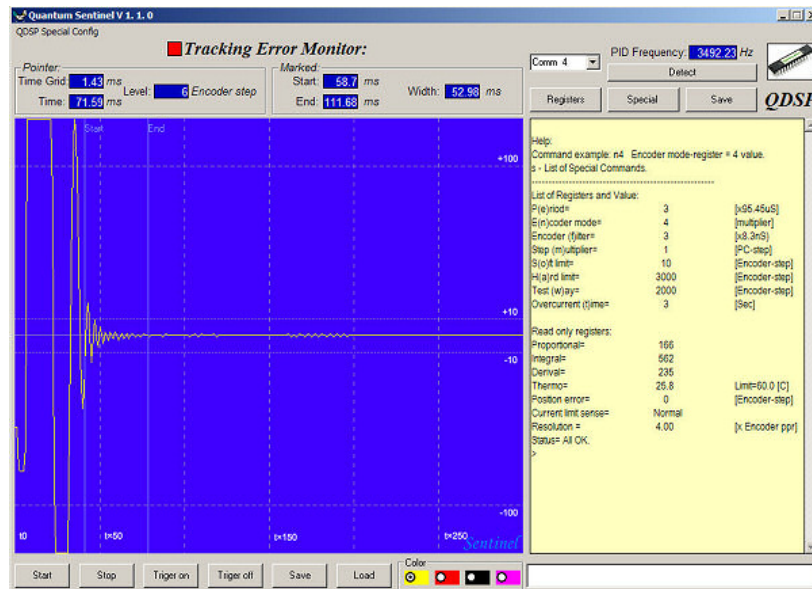 Quantum Sentinel V 1. 1. 0
QDSP Special Config
Tracking Error Monitor:
Pointer:
Time Grid: 1.43 ms
Level: 6 Encoder step
Time: 71.59 ms
Marked:
Start: 58.7 ms
End: 111.68 ms
Width: 52.98 ms
Comm 4
PID Frequency: 3492.23 Hz
Detect
Registers Special Save QDSP
Start End
+100
+10
-10
-100
t0 t=50 t=150 t=250
Sentinel
Help:
Command example: n4 Encoder mode-register = 4 value.
s - List of Special Commands.
List of Registers and Value:
P(e)riod= 3 [x95.45uS]
E(n)coder mode= 4 [multiplier]
Encoder (f)ilter= 3 [x8.3nS]
Step (m)ultiplier= 1 [PC-step]
S(o)ft limit= 10 [Encoder-step]
H(a)rd limit= 3000 [Encoder-step]
Test (w)ay= 2000 [Encoder-step]
Overcurrent (t)ime= 3 [Sec]
Read only registers:
Proportional= 166
Integral= 562
Derival= 235
Thermo= 25.8 Limit=60.0 [C]
Position error= 0 [Encoder-step]
Current limit sense= Normal
Resolution = 4.00 [x Encoder ppr]
Status= All OK.
>
Start Stop Triger on Triger off Save Load
Color